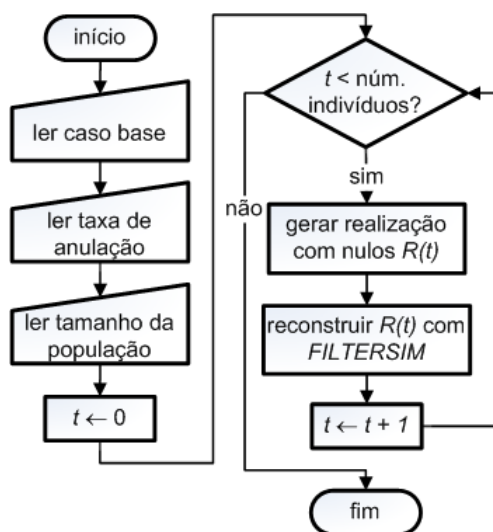 início
ler caso base
ler taxa de
anulação
ler tamanho da
população
t ← 0
t < núm.
indivíduos?
sim
não
gerar realização
com nulos R(t)
reconstruir R(t) com
FILTERSIM
t ← t + 1
fim